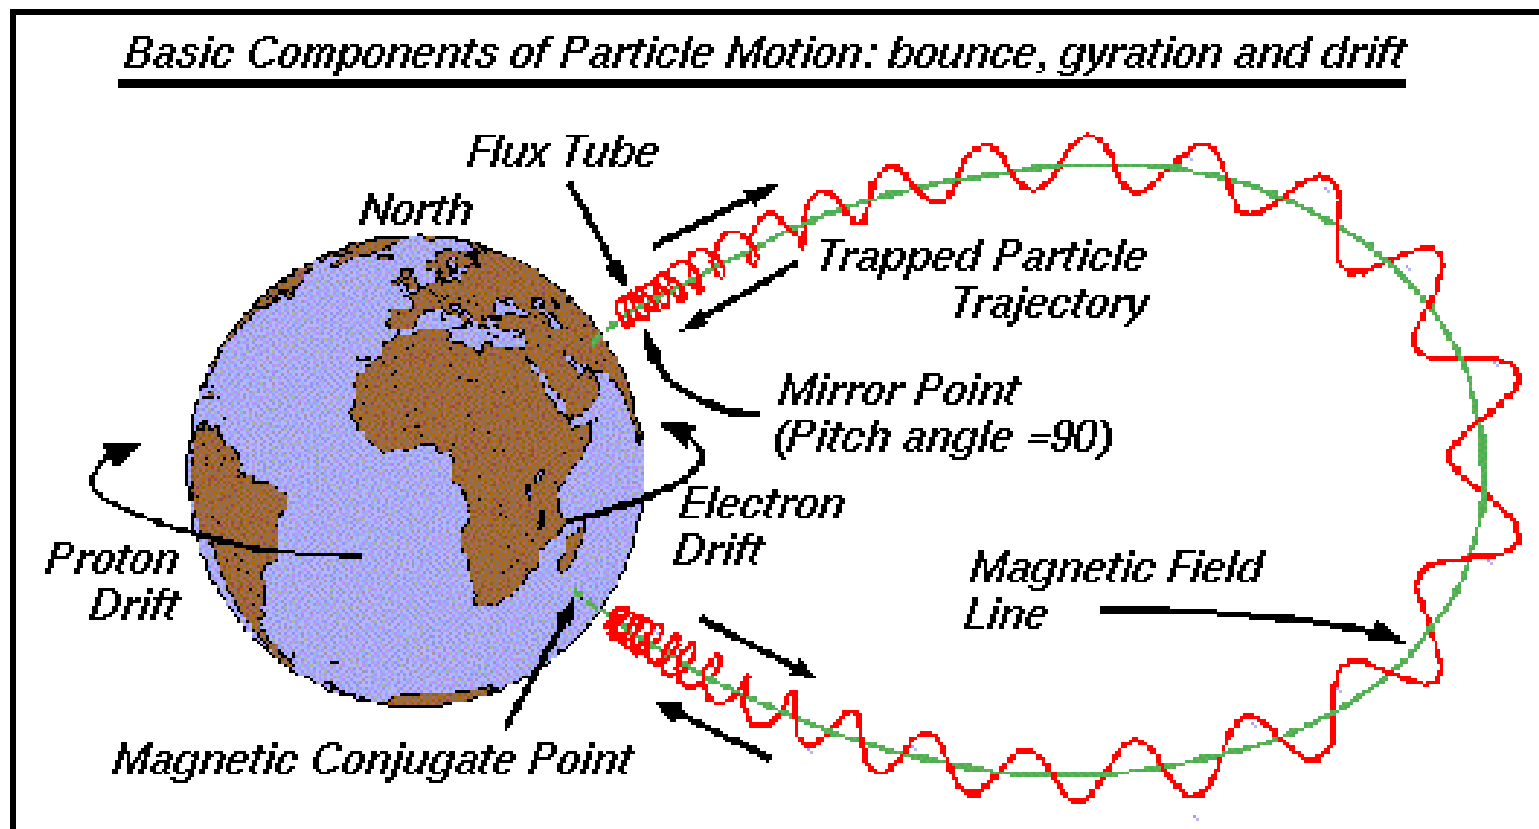 Basic Components of Particle Motion: bounce, gyration and drift
Flux Tube
North
Trapped Particle
Trajectory
Mirror Point
(Pitch angle =90)
Electron
Drift
Proton
Drift
Magnetic Field
Line
Magnetic Conjugate Point